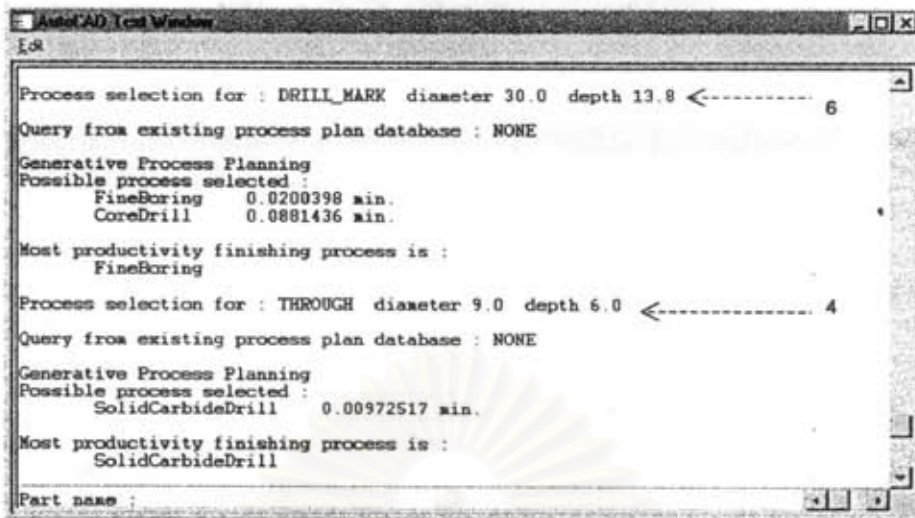 AutoCAD Text Window
Edit
Process selection for : DRILL_MARK diameter 30.0 depth 13.8
6
Query from existing process plan database : NONE
Generative Process Planning
Possible process selected :
FineBoring 0.0200398 min.
CoreDrill 0.0881436 min.
Most productivity finishing process is :
FineBoring
Process selection for : THROUGH diameter 9.0 depth 6.0
4
Query from existing process plan database : NONE
Generative Process Planning
Possible process selected :
SolidCarbideDrill 0.00972517 min.
Most productivity finishing process is :
SolidCarbideDrill
Part name :